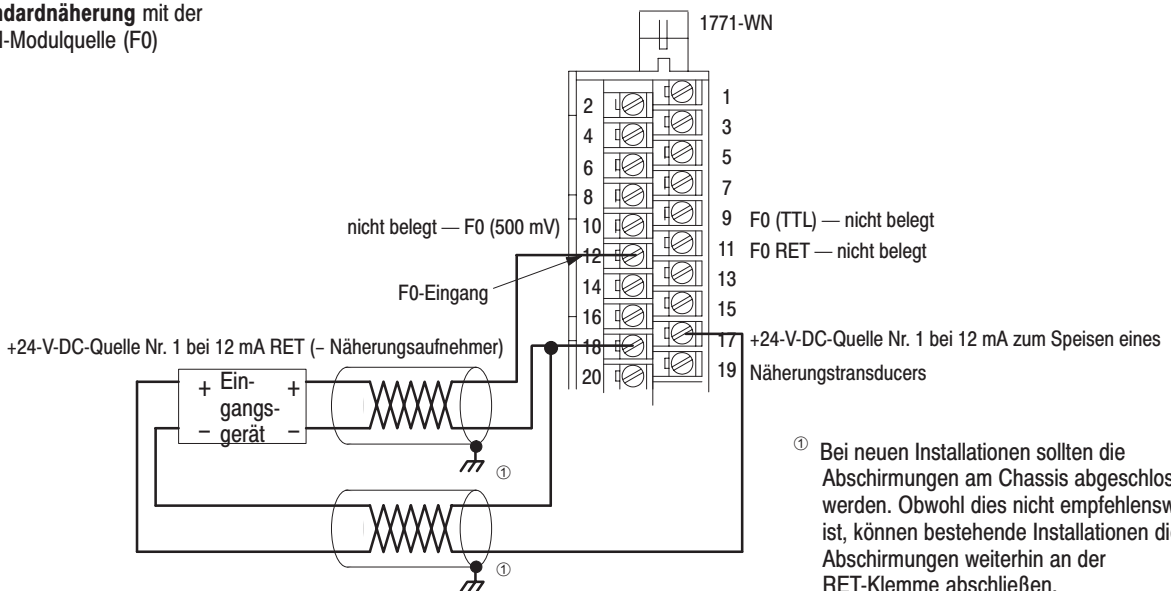 ndardnäherung mit der
l-Modulquelle (F0)
1771-WN
1
2
3
4
5
6
7
8
nicht belegt — F0 (500 mV)
10
9 F0 (TTL) — nicht belegt
12
11 F0 RET — nicht belegt
F0-Eingang
14
13
16
15
+24-V-DC-Quelle Nr. 1 bei 12 mA RET (– Näherungsaufnehmer)
18
17 +24-V-DC-Quelle Nr. 1 bei 12 mA zum Speisen eines
20
19 Näherungstransducers
+ Ein- +
gangs-
– gerät –
①
①
① Bei neuen Installationen sollten die
Abschirmungen am Chassis abgeschlos
werden. Obwohl dies nicht empfehlensw
ist, können bestehende Installationen di
Abschirmungen weiterhin an der
RET-Klemme abschließen.